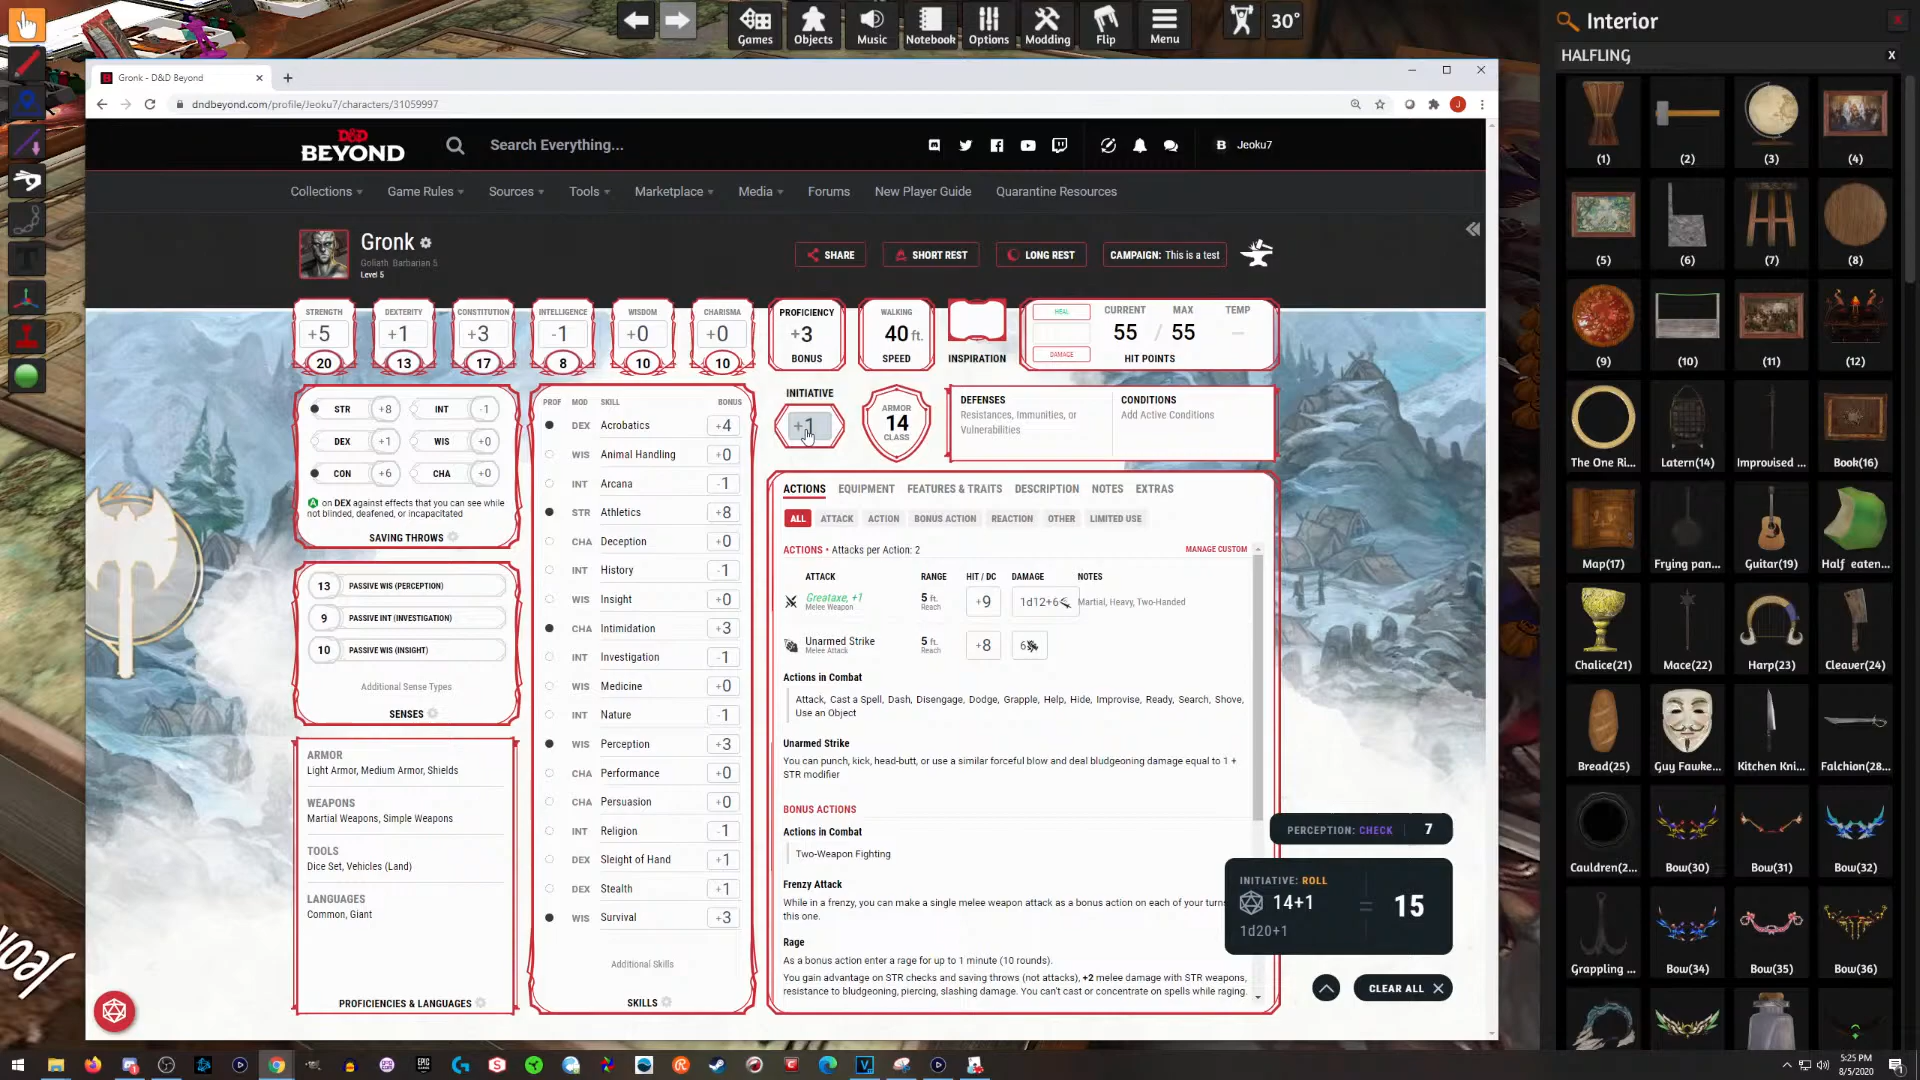 Games
Objects
Music
Notebook
Options
Modding
Flip
Menu
30°
Interior
HALFLING
X
Gronk - D&D Beyond
dndbeyond.com/profile/Jeoku7/characters/31059997
J
D&D
BEYOND
Search Everything...
B Jeoku7
Collections
Game Rules
Sources
Tools
Marketplace
Media
Forums
New Player Guide
Quarantine Resources
Gronk
Goliath Barbarian 5
Level 5
SHARE
SHORT REST
LONG REST
CAMPAIGN: This is a test
STRENGTH
+5
20
DEXTERITY
+1
13
CONSTITUTION
+3
17
INTELLIGENCE
-1
8
WISDOM
+0
10
CHARISMA
+0
10
PROFICIENCY
+3
BONUS
WALKING
40 ft.
SPEED
INSPIRATION
HEAL
DAMAGE
CURRENT
55
/
MAX
55
TEMP
--
HIT POINTS
STR +8
INT -1
DEX +1
WIS +0
CON +6
CHA +0
A on DEX against effects that you can see while
not blinded, deafened, or incapacitated
SAVING THROWS
13 PASSIVE WIS (PERCEPTION)
9 PASSIVE INT (INVESTIGATION)
10 PASSIVE WIS (INSIGHT)
Additional Sense Types
SENSES
ARMOR
Light Armor, Medium Armor, Shields
WEAPONS
Martial Weapons, Simple Weapons
TOOLS
Dice Set, Vehicles (Land)
LANGUAGES
Common, Giant
PROFICIENCIES & LANGUAGES
PROF MOD SKILL BONUS
DEX Acrobatics +4
WIS Animal Handling +0
INT Arcana -1
STR Athletics +8
CHA Deception +0
INT History -1
WIS Insight +0
CHA Intimidation +3
INT Investigation -1
WIS Medicine +0
INT Nature -1
WIS Perception +3
CHA Performance +0
CHA Persuasion +0
INT Religion -1
DEX Sleight of Hand +1
DEX Stealth +1
WIS Survival +3
Additional Skills
SKILLS
INITIATIVE
+1
ARMOR
14
CLASS
DEFENSES
Resistances, Immunities, or
Vulnerabilities
CONDITIONS
Add Active Conditions
ACTIONS
EQUIPMENT
FEATURES & TRAITS
DESCRIPTION
NOTES
EXTRAS
ALL
ATTACK
ACTION
BONUS ACTION
REACTION
OTHER
LIMITED USE
ACTIONS • Attacks per Action: 2
MANAGE CUSTOM
ATTACK RANGE HIT / DC DAMAGE NOTES
Greataxe, +1
Melee Weapon
5 ft.
Reach
+9
1d12+6
Martial, Heavy, Two-Handed
Unarmed Strike
Melee Attack
5 ft.
Reach
+8
6
Actions in Combat
Attack, Cast a Spell, Dash, Disengage, Dodge, Grapple, Help, Hide, Improvise, Ready, Search, Shove,
Use an Object
Unarmed Strike
You can punch, kick, head-butt, or use a similar forceful blow and deal bludgeoning damage equal to 1 +
STR modifier
BONUS ACTIONS
Actions in Combat
Two-Weapon Fighting
Frenzy Attack
While in a frenzy, you can make a single melee weapon attack as a bonus action on each of your turns
this one.
Rage
As a bonus action enter a rage for up to 1 minute (10 rounds).
You gain advantage on STR checks and saving throws (not attacks), +2 melee damage with STR weapons,
resistance to bludgeoning, piercing, slashing damage. You can't cast or concentrate on spells while raging.
PERCEPTION: CHECK 7
INITIATIVE: ROLL
14+1 = 15
1d20+1
CLEAR ALL
(1)
(2)
(3)
(4)
(5)
(6)
(7)
(8)
(9)
(10)
(11)
(12)
The One Ri...
Latern(14)
Improvised ...
Book(16)
Map(17)
Frying pan...
Guitar(19)
Half eaten...
Chalice(21)
Mace(22)
Harp(23)
Cleaver(24)
Bread(25)
Guy Fawke...
Kitchen Kni...
Falchion(28...
Cauldren(2...
Bow(30)
Bow(31)
Bow(32)
Grappling ...
Bow(34)
Bow(35)
Bow(36)
5:25 PM
8/5/2020